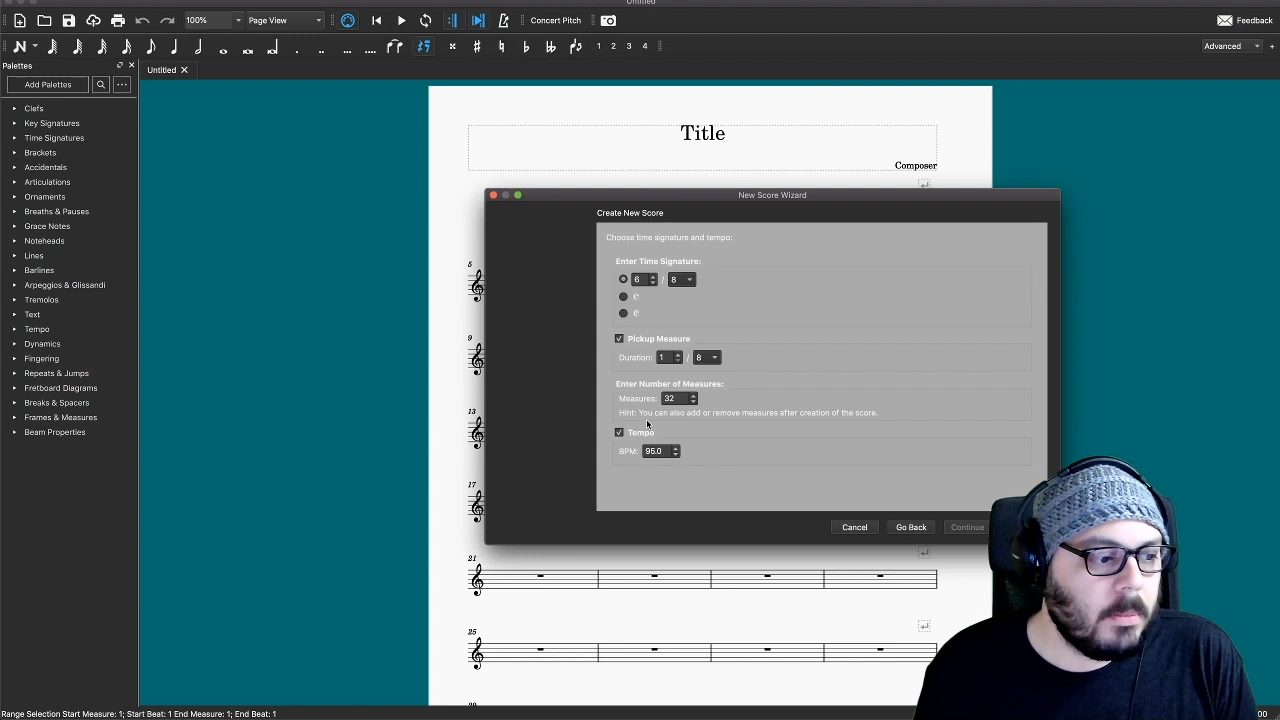 Untitled
100%
Page View
Concert Pitch
Feedback
1 2 3 4
Advanced
Palettes
Untitled
Add Palettes
...
Clefs
Key Signatures
Time Signatures
Brackets
Accidentals
Articulations
Ornaments
Breaths & Pauses
Grace Notes
Noteheads
Lines
Barlines
Arpeggios & Glissandi
Tremolos
Text
Tempo
Dynamics
Fingering
Repeats & Jumps
Fretboard Diagrams
Breaks & Spacers
Frames & Measures
Beam Properties
Title
Composer
5
9
13
17
21
25
New Score Wizard
Create New Score
Choose time signature and tempo:
Enter Time Signature:
6 / 8
Pickup Measure
Duration: 1 / 8
Enter Number of Measures:
Measures: 32
Hint: You can also add or remove measures after creation of the score.
Tempo
BPM: 95.0
Cancel
Go Back
Continue
Range Selection Start Measure: 1; Start Beat: 1 End Measure: 1; End Beat: 1